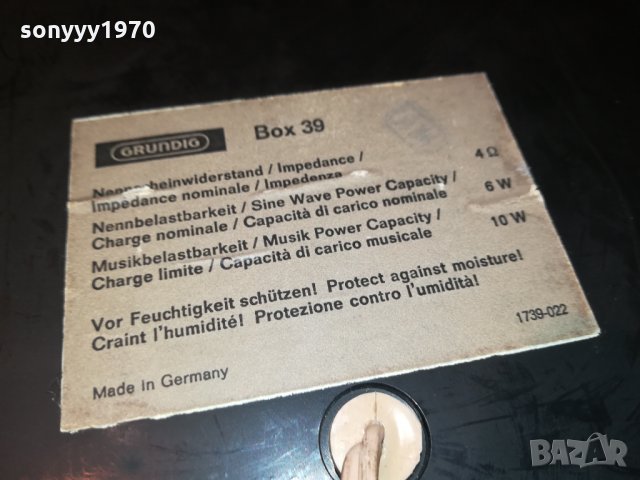 sonyyy1970
GRUNDIG Box 39
Nennscheinwiderstand / Impedance /
Impedance nominale / Impedenza 4 Ω
Nennbelastbarkeit / Sine Wave Power Capacity /
Charge nominale / Capacità di carico nominale 6 W
Musikbelastbarkeit / Musik Power Capacity /
Charge limite / Capacità di carico musicale 10 W
Vor Feuchtigkeit schützen! Protect against moisture!
Craint l'humidité! Protezione contro l'umidità!
1739-022
Made in Germany
BAZAR